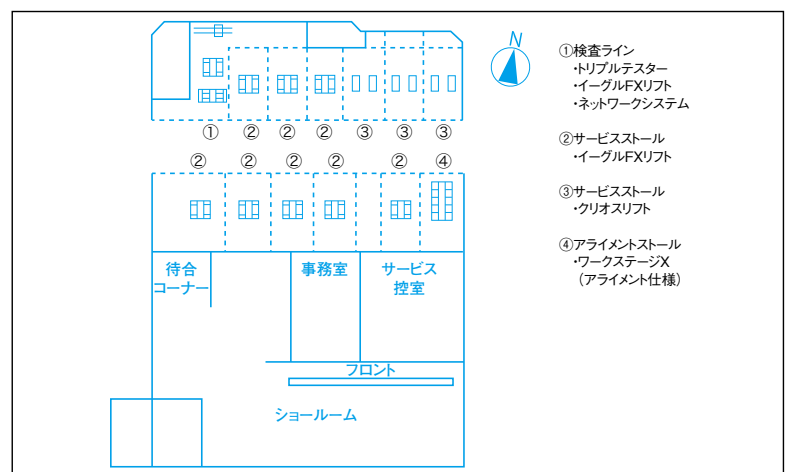 N
① ② ② ② ③ ③ ③
② ② ② ② ② ④
待合
コーナー
事務室
サービス
控室
フロント
ショールーム
①検査ライン
・トリプルテスター
・イーグルFXリフト
・ネットワークシステム
②サービスストール
・イーグルFXリフト
③サービスストール
・クリオスリフト
④アライメントストール
・ワークステージX
（アライメント仕様）